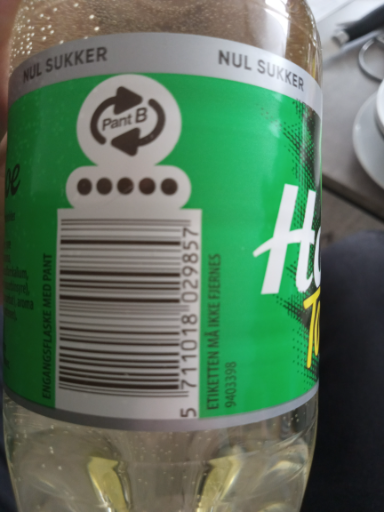 NUL SUKKER NUL SUKKER
Pant B
ENGANGSFLASKE MED PANT
5 711018 029857
ETIKETTEN MÅ IKKE FJERNES
9403398